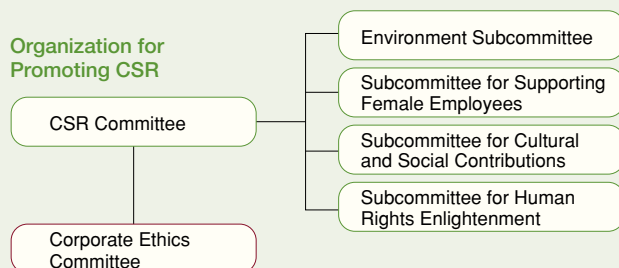 Organization for
Promoting CSR
CSR Committee
Environment Subcommittee
Subcommittee for Supporting
Female Employees
Subcommittee for Cultural
and Social Contributions
Subcommittee for Human
Rights Enlightenment
Corporate Ethics
Committee